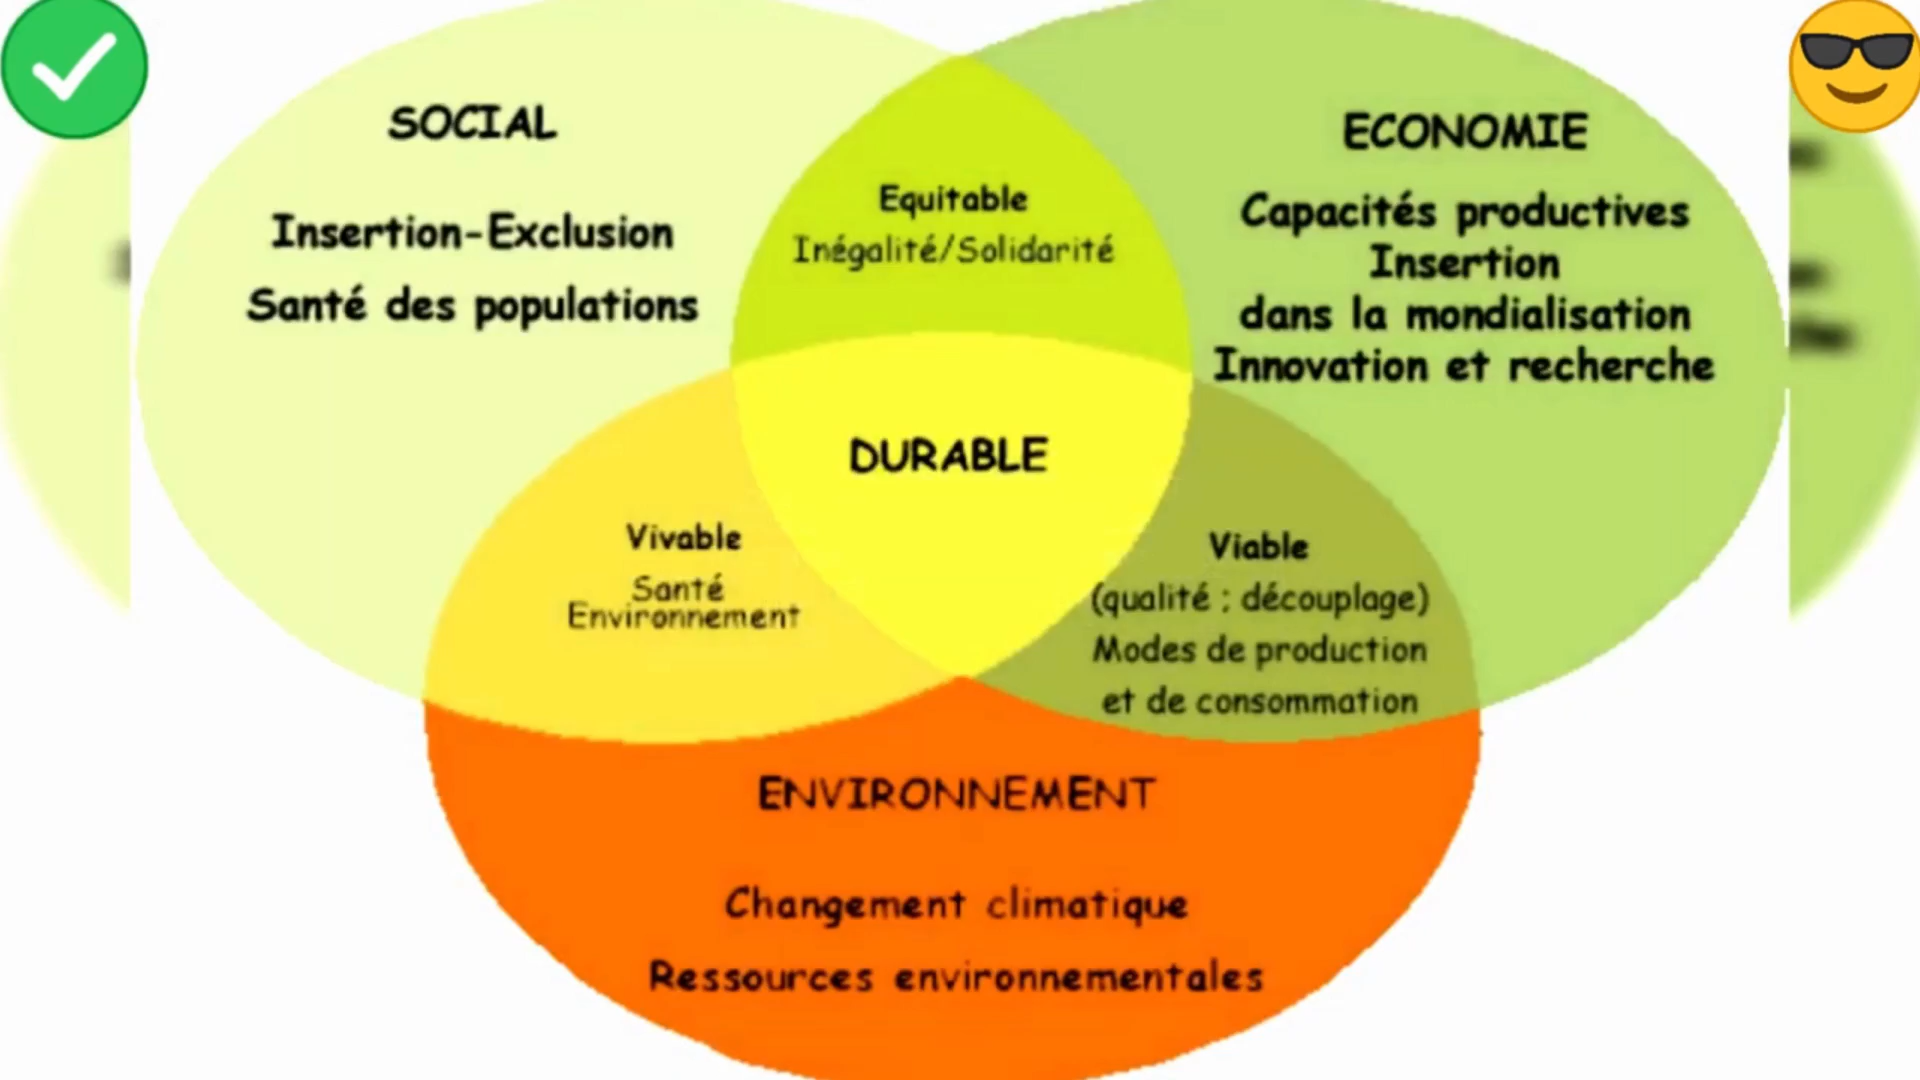 SOCIAL
Insertion-Exclusion
Santé des populations
Equitable
Inégalité/Solidarité
ECONOMIE
Capacités productives
Insertion
dans la mondialisation
Innovation et recherche
DURABLE
Vivable
Santé
Environnement
Viable
(qualité ; découplage)
Modes de production
et de consommation
ENVIRONNEMENT
Changement climatique
Ressources environnementales